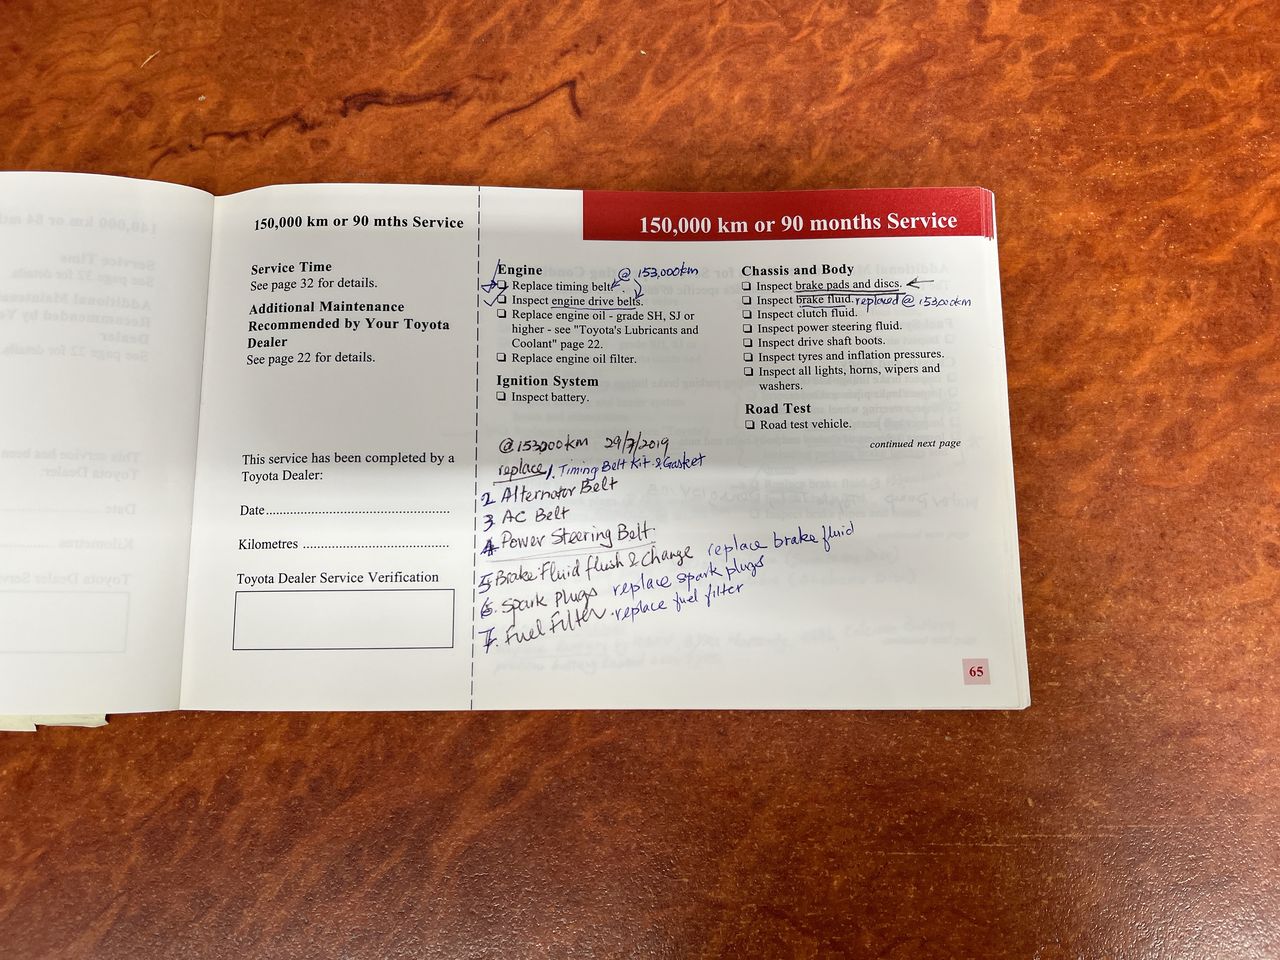 150,000 km or 90 mths Service
Service Time
See page 32 for details.
Additional Maintenance
Recommended by Your Toyota
Dealer
See page 22 for details.
This service has been completed by a
Toyota Dealer:
Date
Kilometres
Toyota Dealer Service Verification
150,000 km or 90 months Service
Engine
@ 153,000km
Replace timing belt.
Inspect engine drive belts.
Replace engine oil - grade SH, SJ or
higher - see "Toyota's Lubricants and
Coolant" page 22.
Replace engine oil filter.
Ignition System
Inspect battery.
Chassis and Body
Inspect brake pads and discs.
Inspect brake fluid. replaced @ 153,000km
Inspect clutch fluid.
Inspect power steering fluid.
Inspect drive shaft boots.
Inspect tyres and inflation pressures.
Inspect all lights, horns, wipers and
washers.
Road Test
Road test vehicle.
continued next page
@153,000km 29/7/2019
replace 1. Timing Belt Kit & Gasket
2 Alternator Belt
3 AC Belt
4. Power Steering Belt.
5 Brake Fluid flush & Change replace brake fluid
6. Spark Plugs replace spark plugs
7. Fuel Filter. replace fuel filter
65